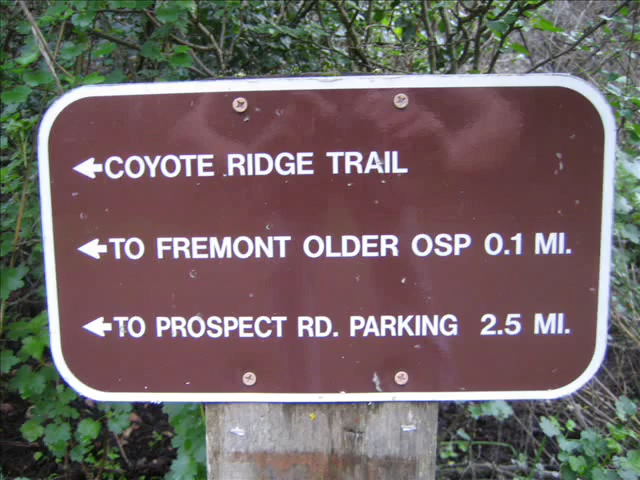 COYOTE RIDGE TRAIL
TO FREMONT OLDER OSP 0.1 MI.
TO PROSPECT RD. PARKING 2.5 MI.